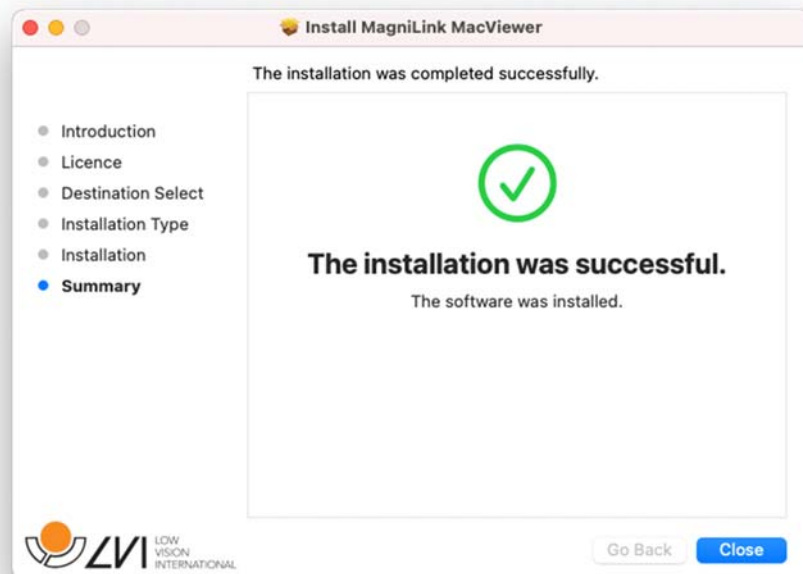 Install MagniLink MacViewer
The installation was completed successfully.
Introduction
Licence
Destination Select
Installation Type
Installation
Summary
The installation was successful.
The software was installed.
LVI
LOW
VISION
INTERNATIONAL
Go Back
Close